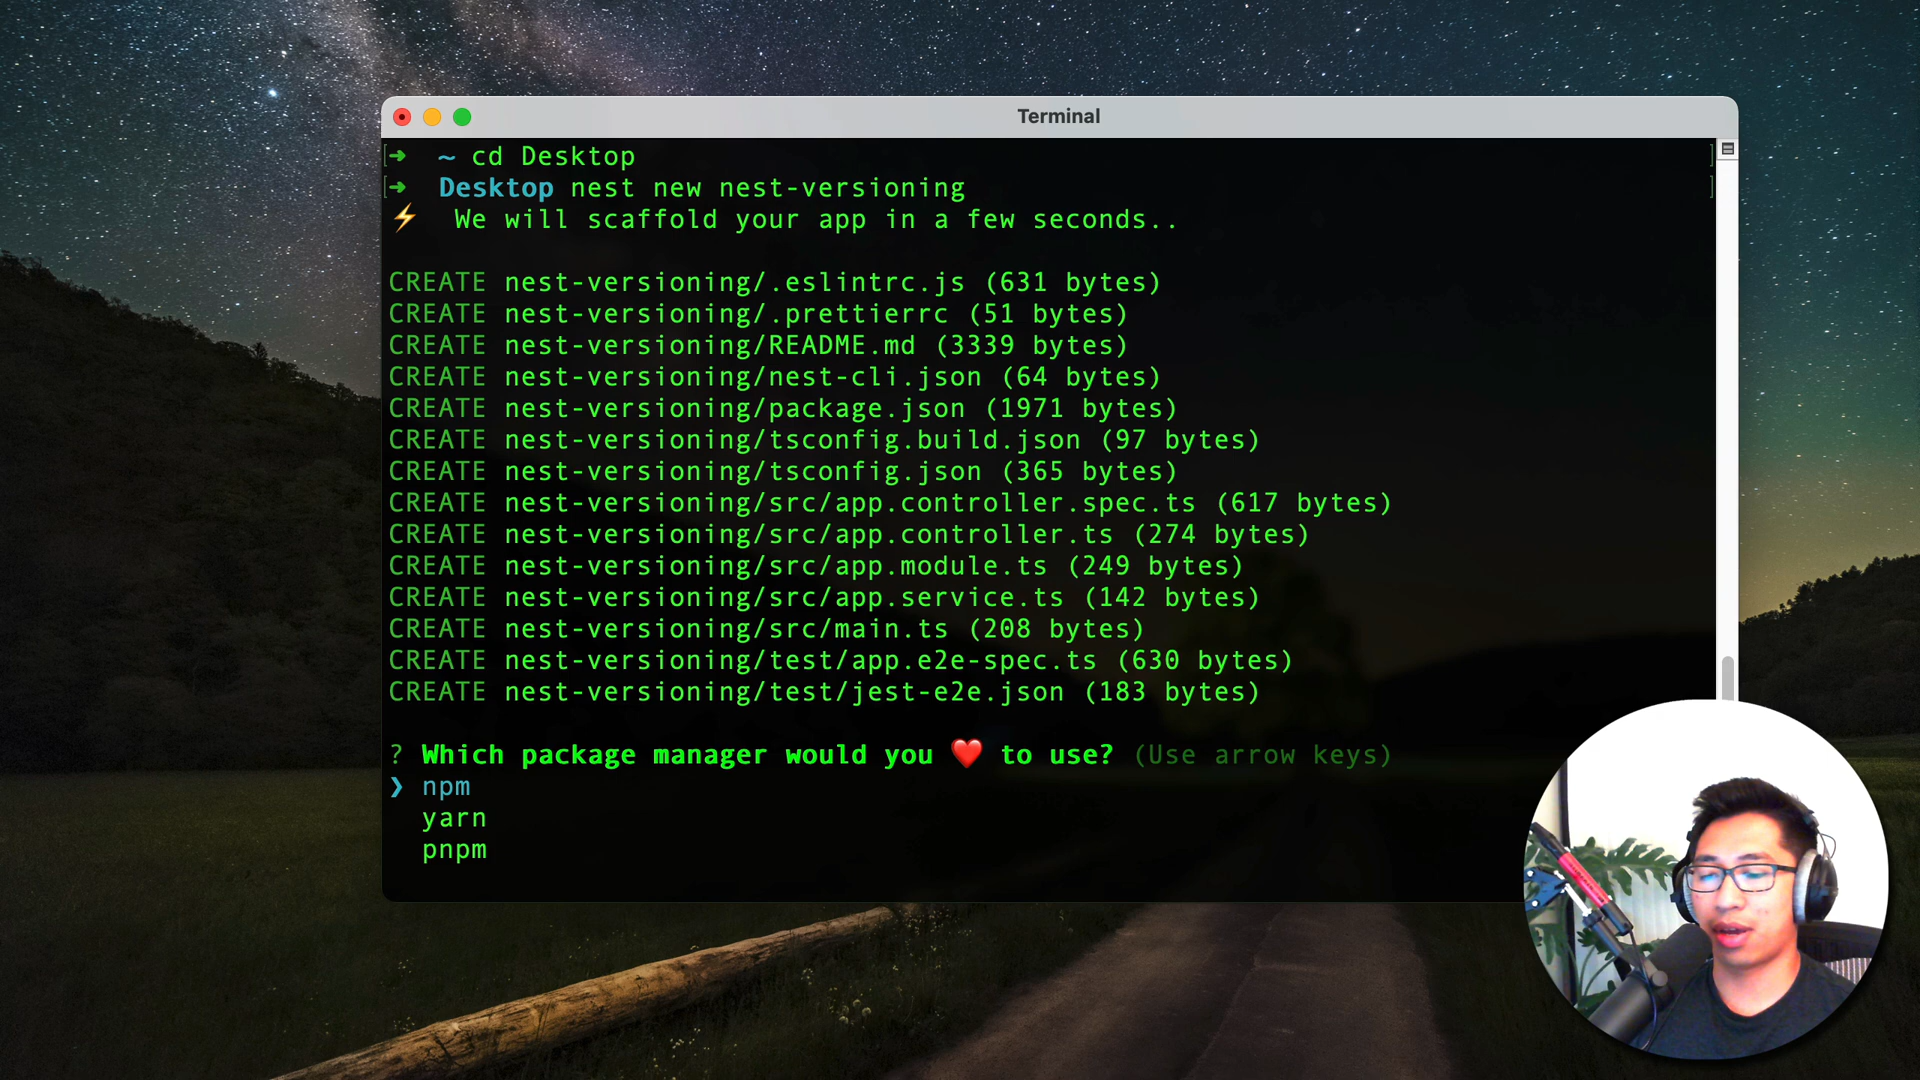 Terminal
[➜ ~ cd Desktop ]
[➜ Desktop nest new nest-versioning ]
⚡ We will scaffold your app in a few seconds..
CREATE nest-versioning/.eslintrc.js (631 bytes)
CREATE nest-versioning/.prettierrc (51 bytes)
CREATE nest-versioning/README.md (3339 bytes)
CREATE nest-versioning/nest-cli.json (64 bytes)
CREATE nest-versioning/package.json (1971 bytes)
CREATE nest-versioning/tsconfig.build.json (97 bytes)
CREATE nest-versioning/tsconfig.json (365 bytes)
CREATE nest-versioning/src/app.controller.spec.ts (617 bytes)
CREATE nest-versioning/src/app.controller.ts (274 bytes)
CREATE nest-versioning/src/app.module.ts (249 bytes)
CREATE nest-versioning/src/app.service.ts (142 bytes)
CREATE nest-versioning/src/main.ts (208 bytes)
CREATE nest-versioning/test/app.e2e-spec.ts (630 bytes)
CREATE nest-versioning/test/jest-e2e.json (183 bytes)
? Which package manager would you ❤️ to use? (Use arrow keys)
❯ npm
yarn
pnpm